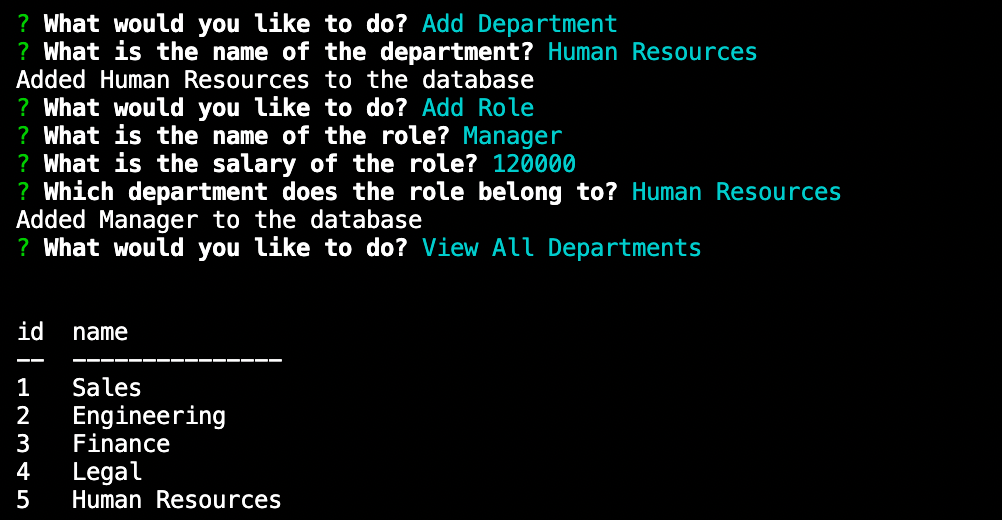 ? What would you like to do? Add Department
? What is the name of the department? Human Resources
Added Human Resources to the database
? What would you like to do? Add Role
? What is the name of the role? Manager
? What is the salary of the role? 120000
? Which department does the role belong to? Human Resources
Added Manager to the database
? What would you like to do? View All Departments
id  name
--  ---------------
1   Sales
2   Engineering
3   Finance
4   Legal
5   Human Resources